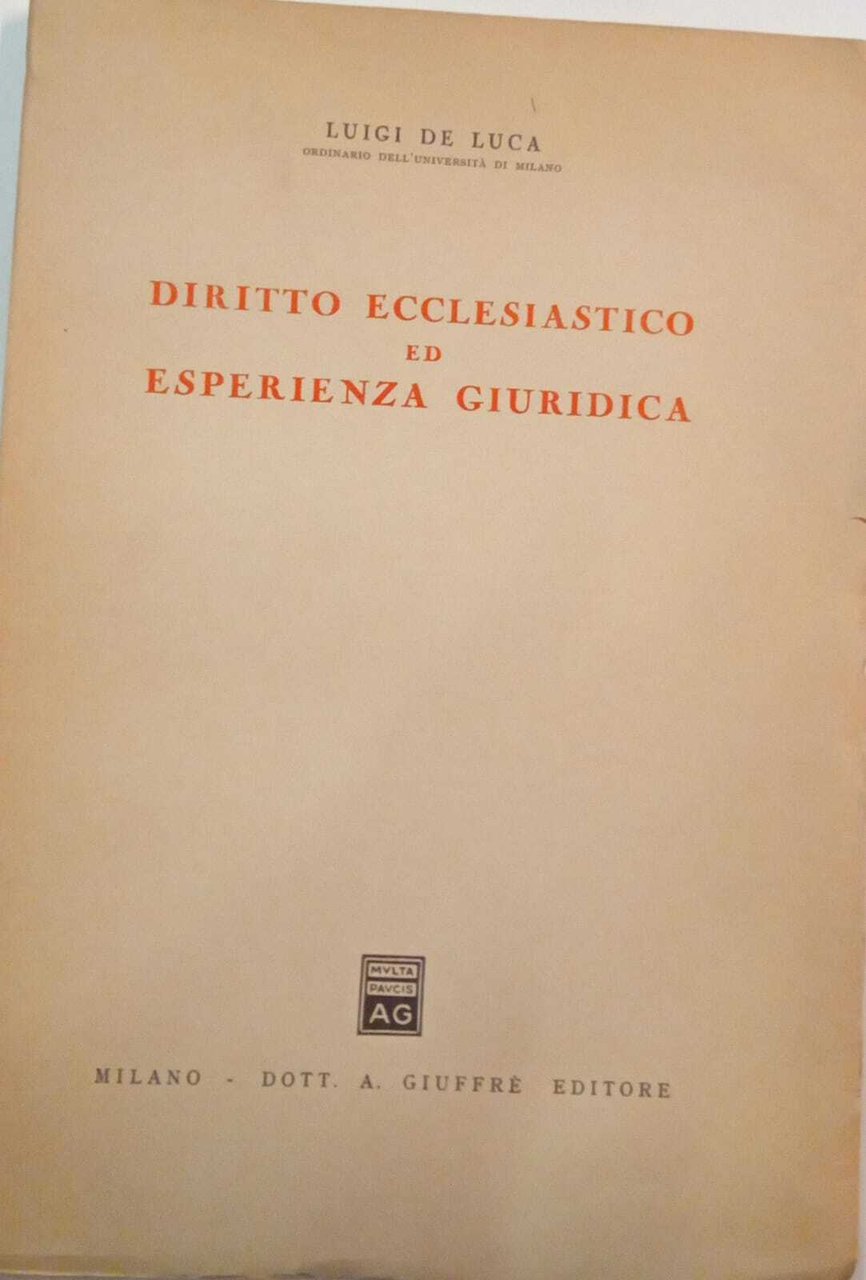 LUIGI DE LUCA
ORDINARIO DELL'UNIVERSITÀ DI MILANO
DIRITTO ECCLESIASTICO
ED
ESPERIENZA GIURIDICA
MVLTA
PAVCIS
AG
MILANO - DOTT. A. GIUFFRÈ EDITORE